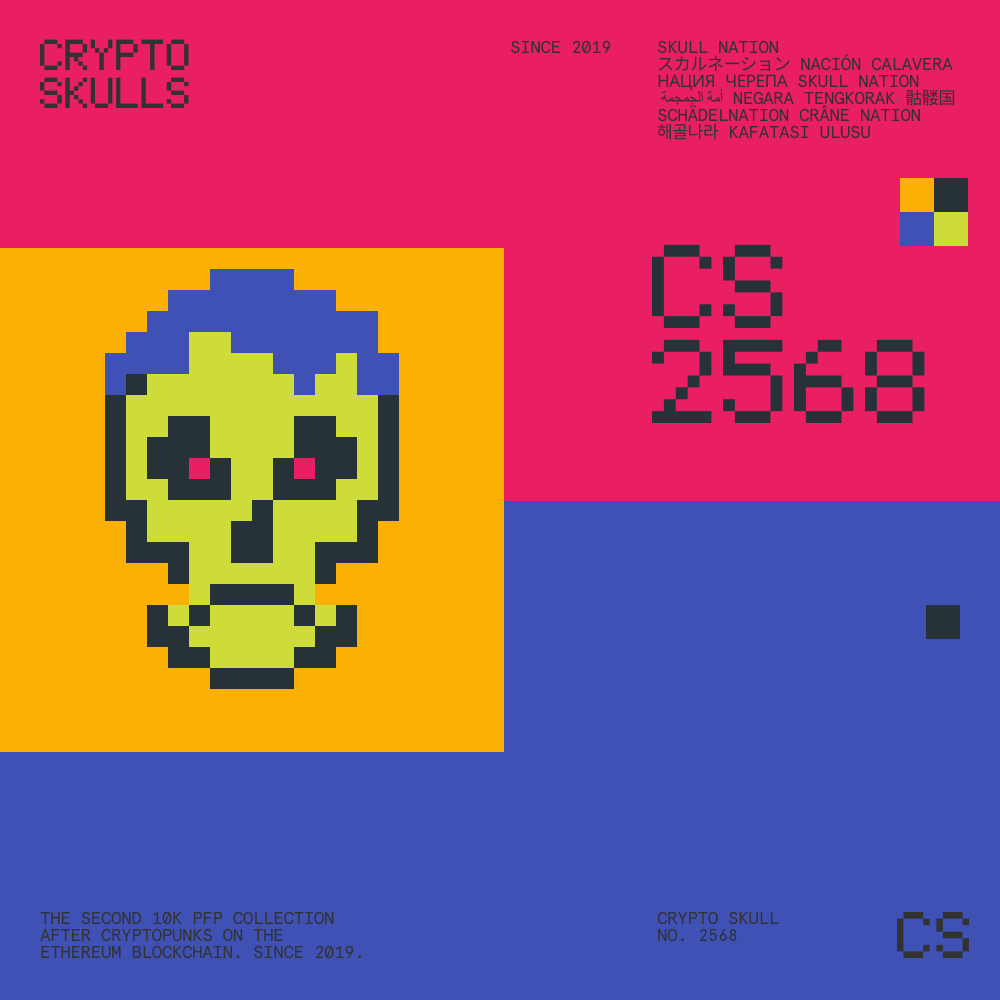 CRYPTO
SKULLS
SINCE 2019
SKULL NATION
スカルネーション NACIÓN CALAVERA
НАЦИЯ ЧЕРЕПА SKULL NATION
أمة الجمجمة NEGARA TENGKORAK 骷髅国
SCHÄDELNATION CRÂNE NATION
해골나라 KAFATASI ULUSU
CS
2568
THE SECOND 10K PFP COLLECTION
AFTER CRYPTOPUNKS ON THE
ETHEREUM BLOCKCHAIN. SINCE 2019.
CRYPTO SKULL
NO. 2568
CS